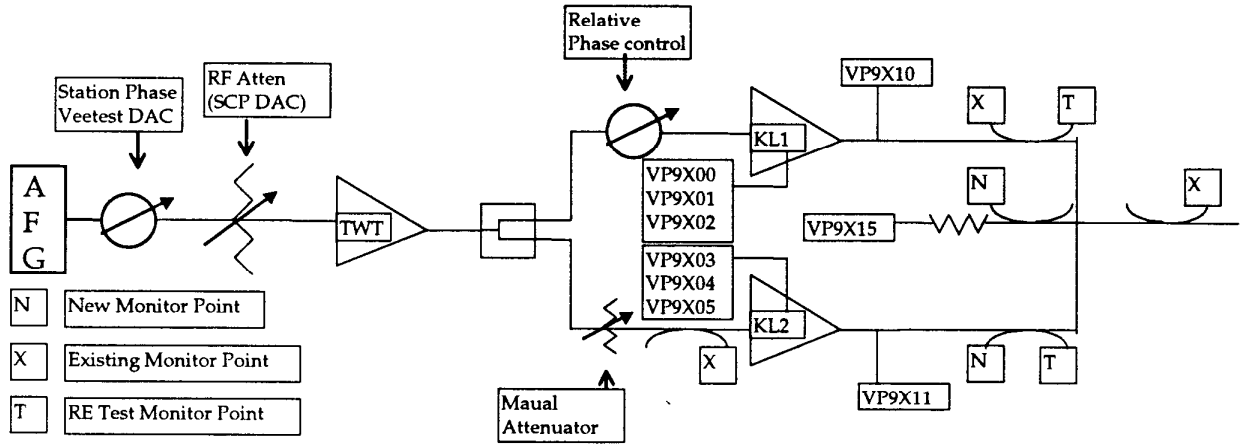 Relative
Phase control
Station Phase
Veetest DAC
RF Atten
(SCP DAC)
VP9X10
X
T
A
F
G
TWT
KL1
VP9X00
VP9X01
VP9X02
N
X
VP9X15
VP9X03
VP9X04
VP9X05
KL2
N
New Monitor Point
X
Existing Monitor Point
T
RE Test Monitor Point
X
N
T
Maual
Attenuator
VP9X11